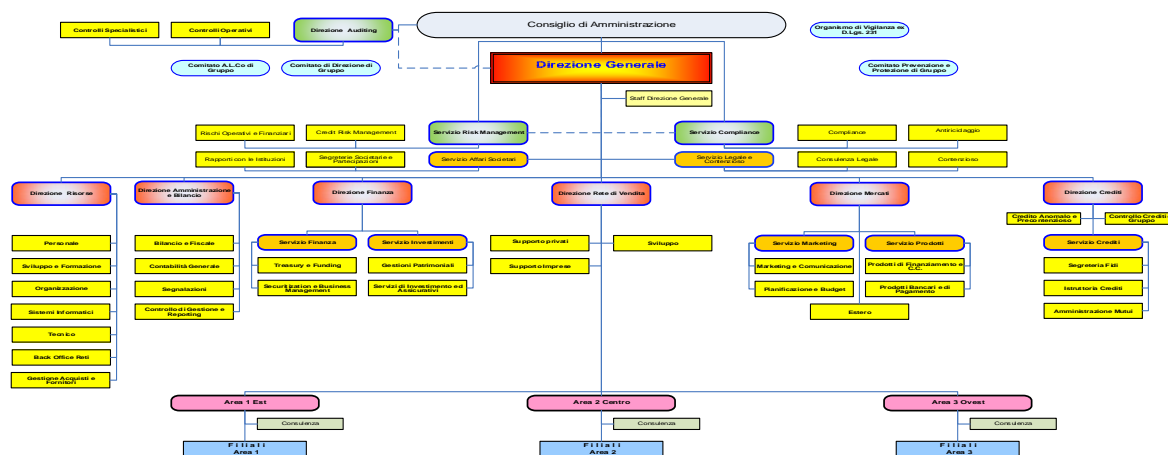 Consiglio di Amministrazione
Controlli Specialistici
Controlli Operativi
Direzione Auditing
Organismo di Vigilanza ex
D.Lgs. 231
Comitato A.L.Co di
Gruppo
Comitato di Direzione di
Gruppo
Direzione Generale
Comitato Prevenzione e
Protezione di Gruppo
Staff Direzione Generale
Rischi Operativi e Finanziari
Credit Risk Management
Servizio Risk Management
Servizio Compliance
Compliance
Antiriciclaggio
Rapporti con le Istituzioni
Segreterie Societarie e
Partecipazioni
Servizio Affari Societari
Servizio Legale e
Contenzioso
Consulenza Legale
Contenzioso
Direzione Risorse
Direzione Amministrazione
e Bilancio
Direzione Finanza
Direzione Rete di Vendita
Direzione Mercati
Direzione Crediti
Credito Anomalo e
Precontenzioso
Controllo Crediti di
Gruppo
Personale
Bilancio e Fiscale
Servizio Finanza
Servizio Investimenti
Supporto privati
Sviluppo
Servizio Marketing
Servizio Prodotti
Servizio Crediti
Sviluppo e Formazione
Contabilità Generale
Treasury e Funding
Gestioni Patrimoniali
Supporto Imprese
Marketing e Comunicazione
Prodotti di Finanziamento e
C.C.
Segreteria Fidi
Organizzazione
Segnalazioni
Securitization e Business
Management
Servizi di Investimento ed
Assicurativi
Planificazione e Budget
Prodotti Bancari e di
Pagamento
Istruttoria Crediti
Sistemi Informatici
Controllo di Gestione e
Reporting
Estero
Amministrazione Mutui
Tecnico
Back Office Reti
Gestione Acquisti e
Fornitori
Area 1 Est
Area 2 Centro
Area 3 Ovest
Consulenza
Consulenza
Consulenza
Filiali
Area 1
Filiali
Area 2
Filiali
Area 3